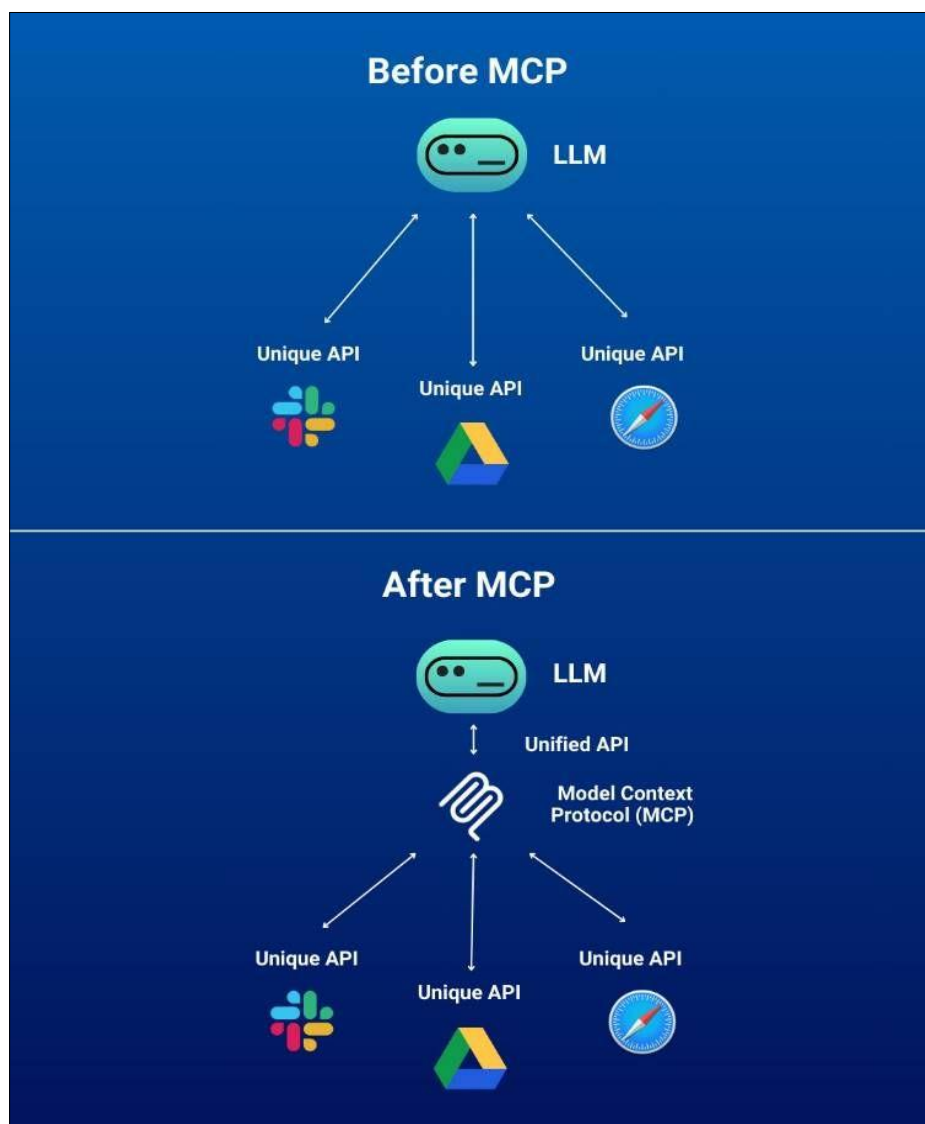 Before MCP
LLM
Unique API
Unique API
Unique API
After MCP
LLM
Unified API
Model Context
Protocol (MCP)
Unique API
Unique API
Unique API